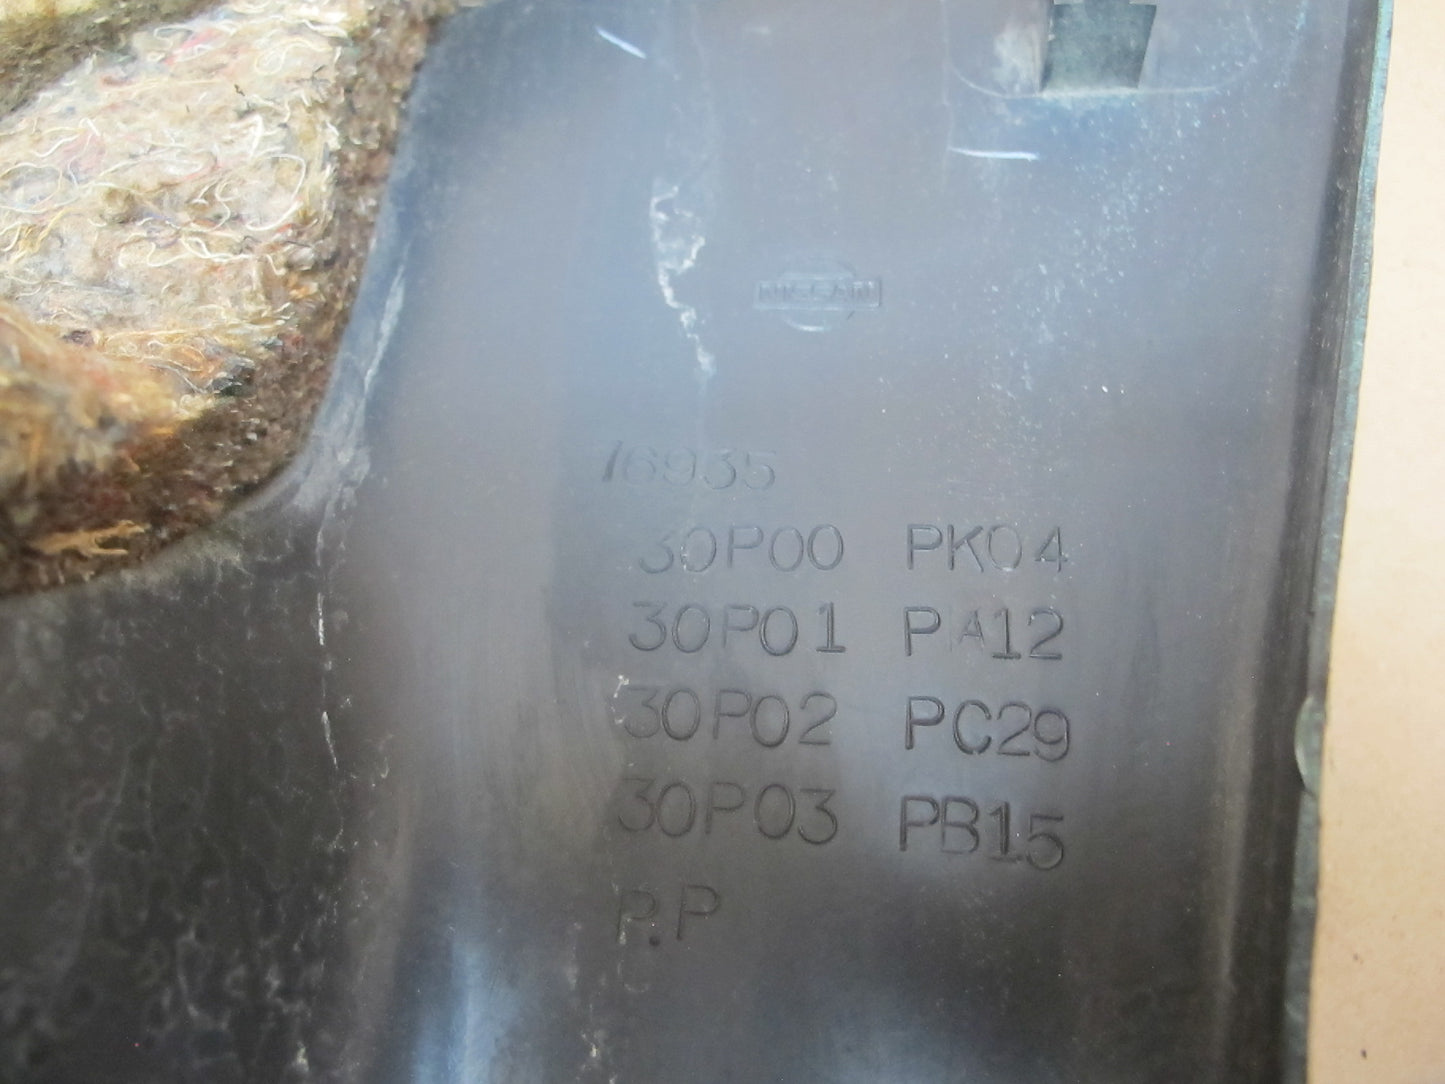 NISSAN
76935
30P00 PK04
30P01 PA12
30P02 PC29
30P03 PB15
P.P